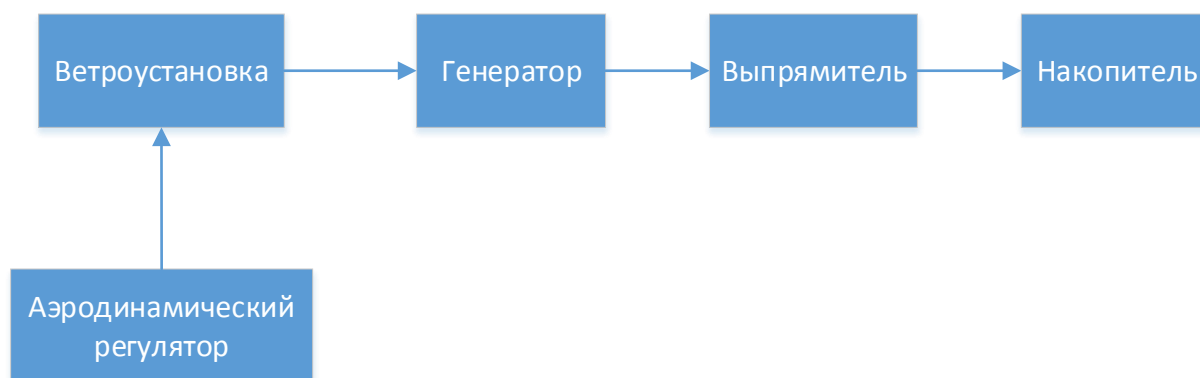 Ветроустановка
Генератор
Выпрямитель
Накопитель
Аэродинамический
регулятор